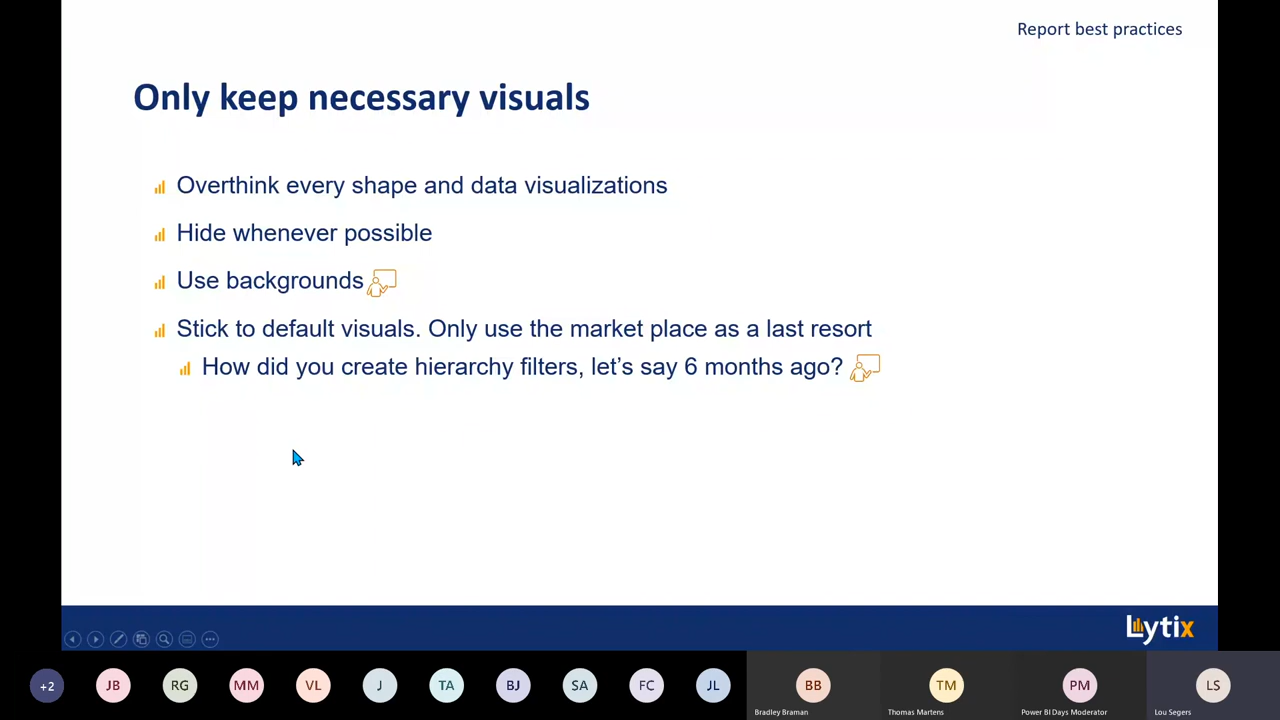 Report best practices
Only keep necessary visuals
Overthink every shape and data visualizations
Hide whenever possible
Use backgrounds
Stick to default visuals. Only use the market place as a last resort
How did you create hierarchy filters, let's say 6 months ago?
Lytix
+2
JB
RG
MM
VL
J
TA
BJ
SA
FC
JL
BB
TM
PM
LS
Bradley Braman
Thomas Martens
Power BI Days Moderator
Lou Segers